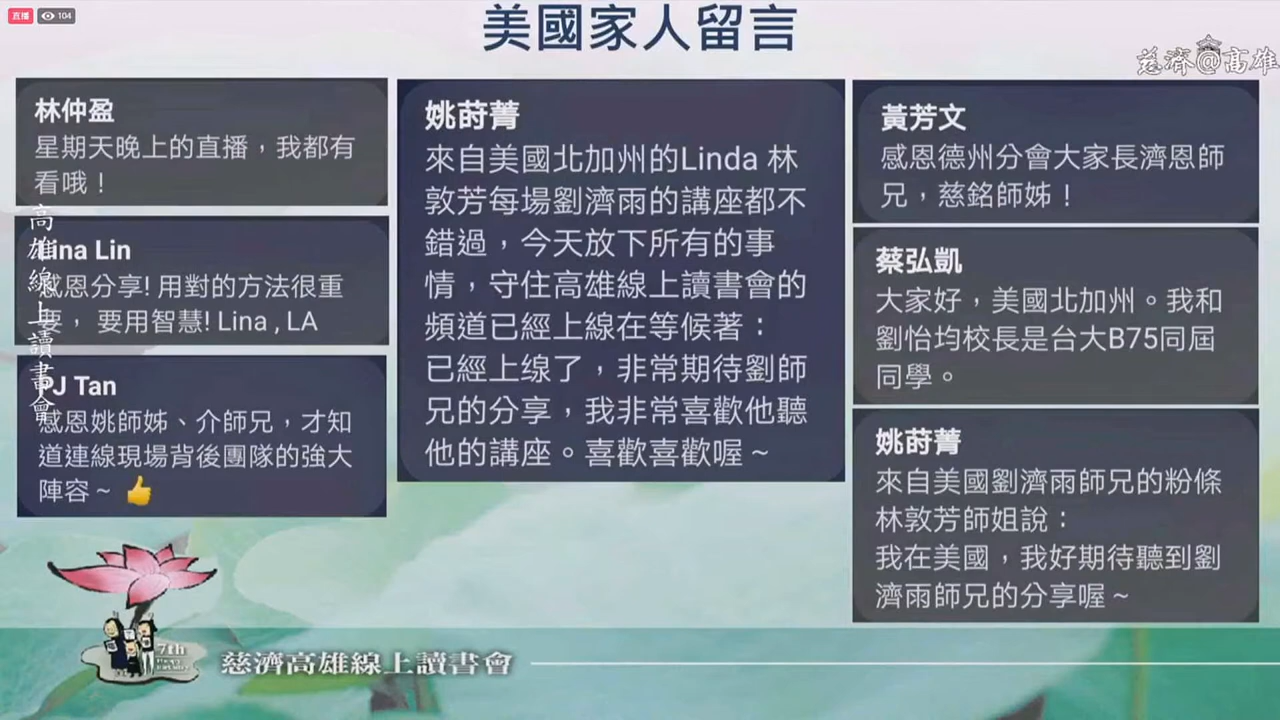 直播 104
美國家人留言
慈濟@高雄
林仲盈
星期天晚上的直播，我都有
看哦！
Lina Lin
感恩分享! 用對的方法很重
要， 要用智慧! Lina , LA
PJ Tan
感恩姚師姊、介師兄，才知
道連線現場背後團隊的強大
陣容~ 👍
高雄線上讀書會
姚蒔菁
來自美國北加州的Linda 林
敦芳每場劉濟雨的講座都不
錯過，今天放下所有的事
情，守住高雄線上讀書會的
頻道已經上線在等候著：
已經上缐了，非常期待劉師
兄的分享，我非常喜歡他聽
他的講座。喜歡喜歡喔~
黃芳文
感恩德州分會大家長濟恩師
兄，慈銘師姊！
蔡弘凱
大家好，美國北加州。我和
劉怡均校長是台大B75同屆
同學。
姚蒔菁
來自美國劉濟雨師兄的粉條
林敦芳師姐說：
我在美國，我好期待聽到劉
濟雨師兄的分享喔~
7th
慈濟高雄線上讀書會